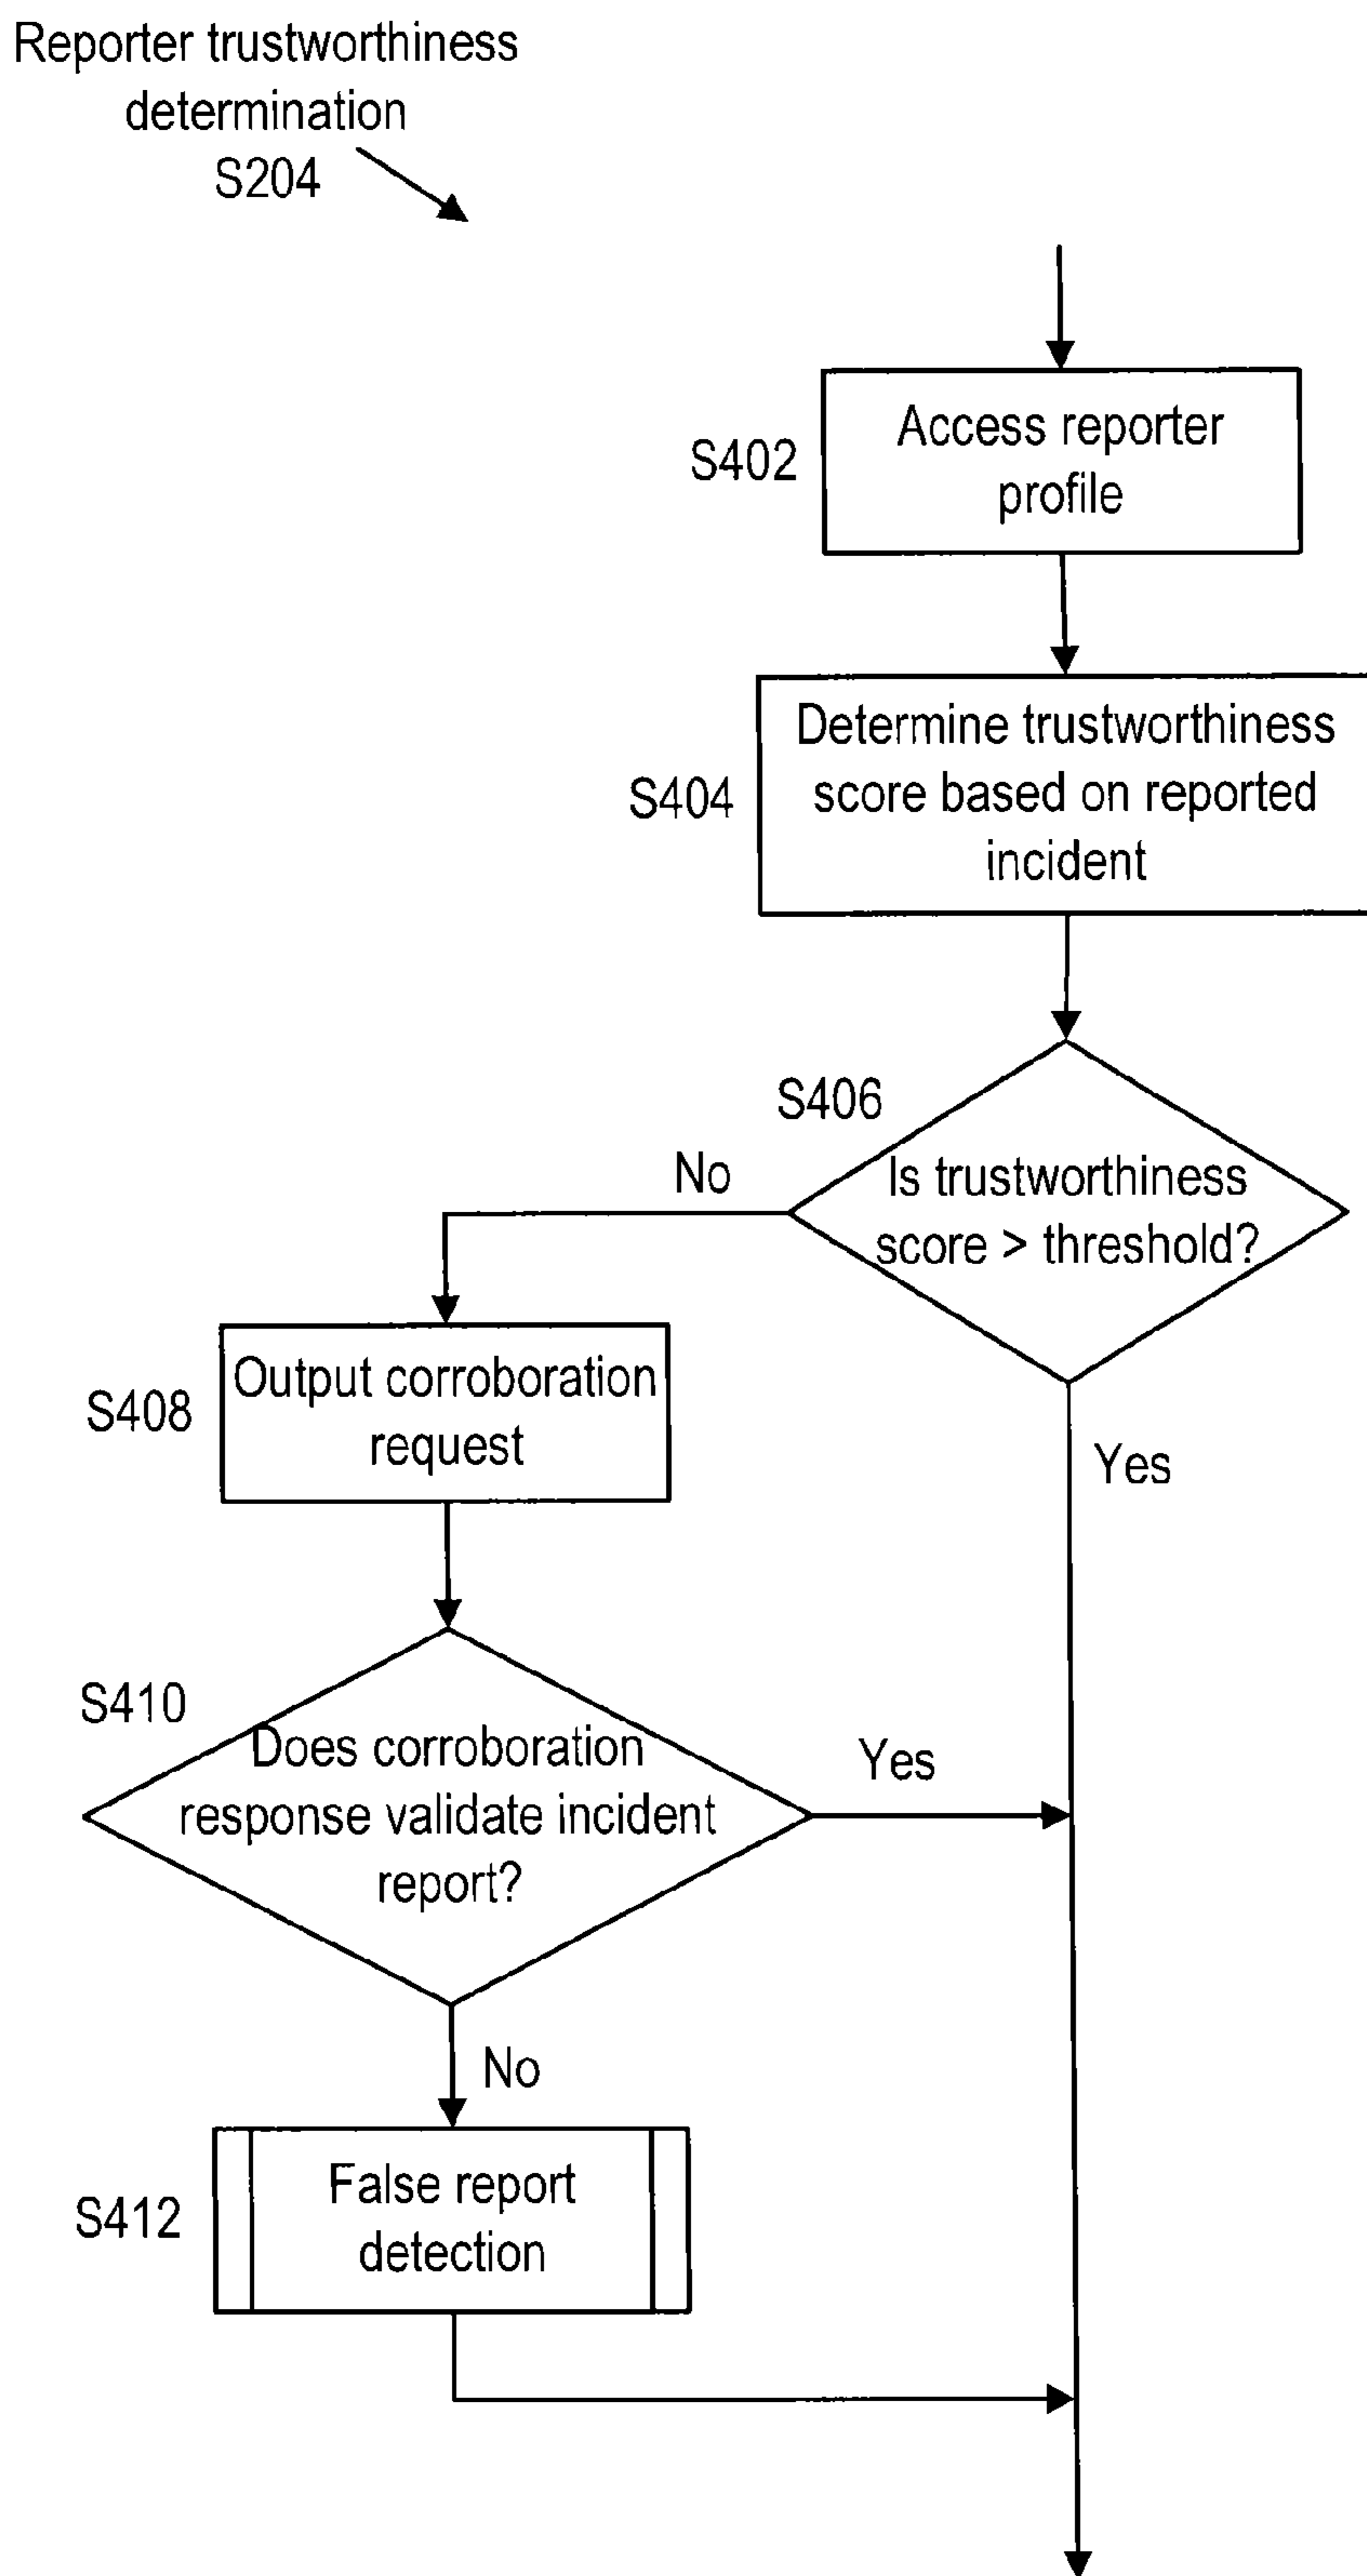 Reporter trustworthiness
determination
S204
S402
Access reporter
profile
S404
Determine trustworthiness
score based on reported
incident
S406
No
Is trustworthiness
score > threshold?
Yes
S408
Output corroboration
request
S410
Does corroboration
response validate incident
report?
Yes
No
S412
False report
detection